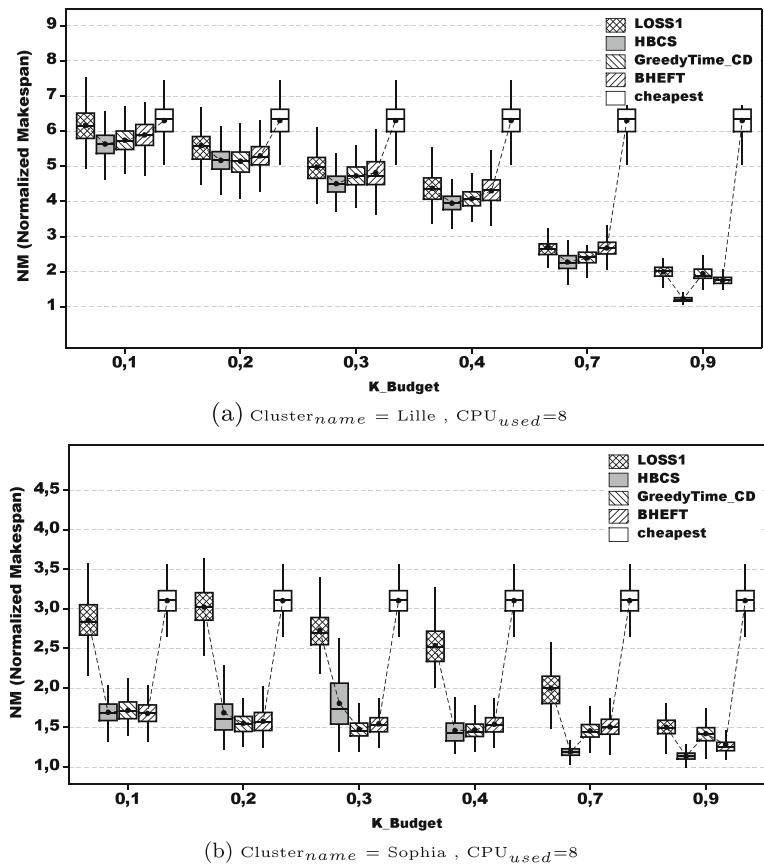 9
8
7
6
5
4
3
2
1
NM (Normalized Makespan)
LOSS1
HBCS
GreedyTime_CD
BHEFT
cheapest
0,1 0,2 0,3 0,4 0,7 0,9
K_Budget
(a) Cluster_name = Lille , CPU_used=8
4,5
4,0
3,5
3,0
2,5
2,0
1,5
1,0
NM (Normalized Makespan)
LOSS1
HBCS
GreedyTime_CD
BHEFT
cheapest
0,1 0,2 0,3 0,4 0,7 0,9
K_Budget
(b) Cluster_name = Sophia , CPU_used=8